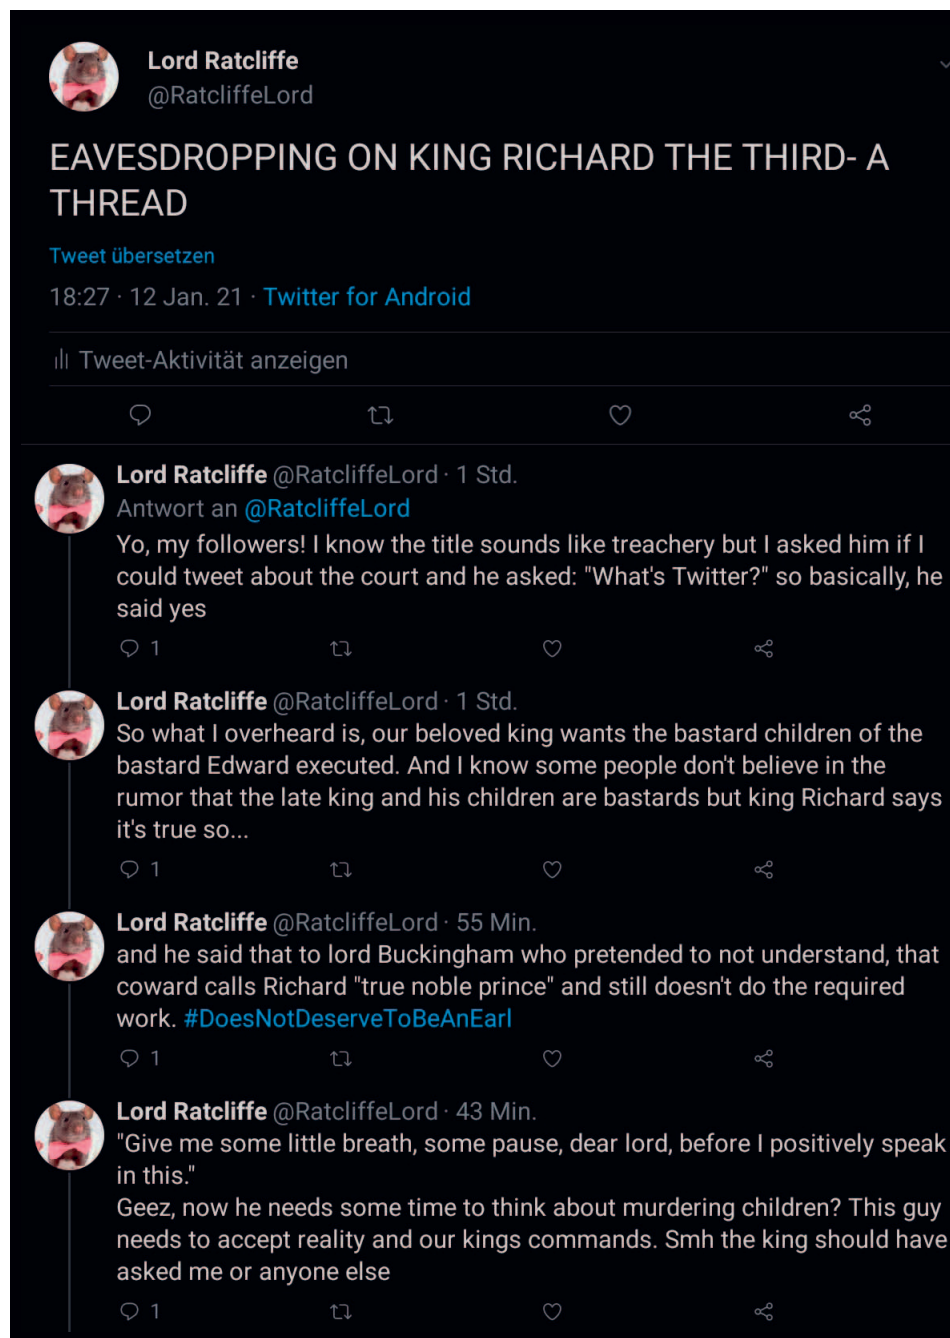 Lord Ratcliffe
@RatcliffeLord
EAVESDROPPING ON KING RICHARD THE THIRD- A
THREAD
Tweet übersetzen
18:27 · 12 Jan. 21 · Twitter for Android
Tweet-Aktivität anzeigen
Lord Ratcliffe @RatcliffeLord · 1 Std.
Antwort an @RatcliffeLord
Yo, my followers! I know the title sounds like treachery but I asked him if I
could tweet about the court and he asked: "What's Twitter?" so basically, he
said yes
1
Lord Ratcliffe @RatcliffeLord · 1 Std.
So what I overheard is, our beloved king wants the bastard children of the
bastard Edward executed. And I know some people don't believe in the
rumor that the late king and his children are bastards but king Richard says
it's true so...
1
Lord Ratcliffe @RatcliffeLord · 55 Min.
and he said that to lord Buckingham who pretended to not understand, that
coward calls Richard "true noble prince" and still doesn't do the required
work. #DoesNotDeserveToBeAnEarl
1
Lord Ratcliffe @RatcliffeLord · 43 Min.
"Give me some little breath, some pause, dear lord, before I positively speak
in this."
Geez, now he needs some time to think about murdering children? This guy
needs to accept reality and our kings commands. Smh the king should have
asked me or anyone else
1